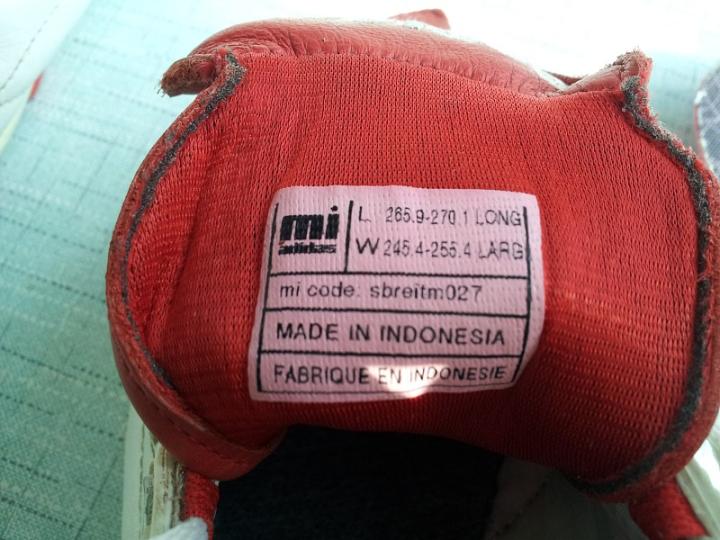 mi
adidas
L 265.9-270.1 LONG
W 245.4-255.4 LARG
mi code: sbreitm027
MADE IN INDONESIA
FABRIQUE EN INDONESIE